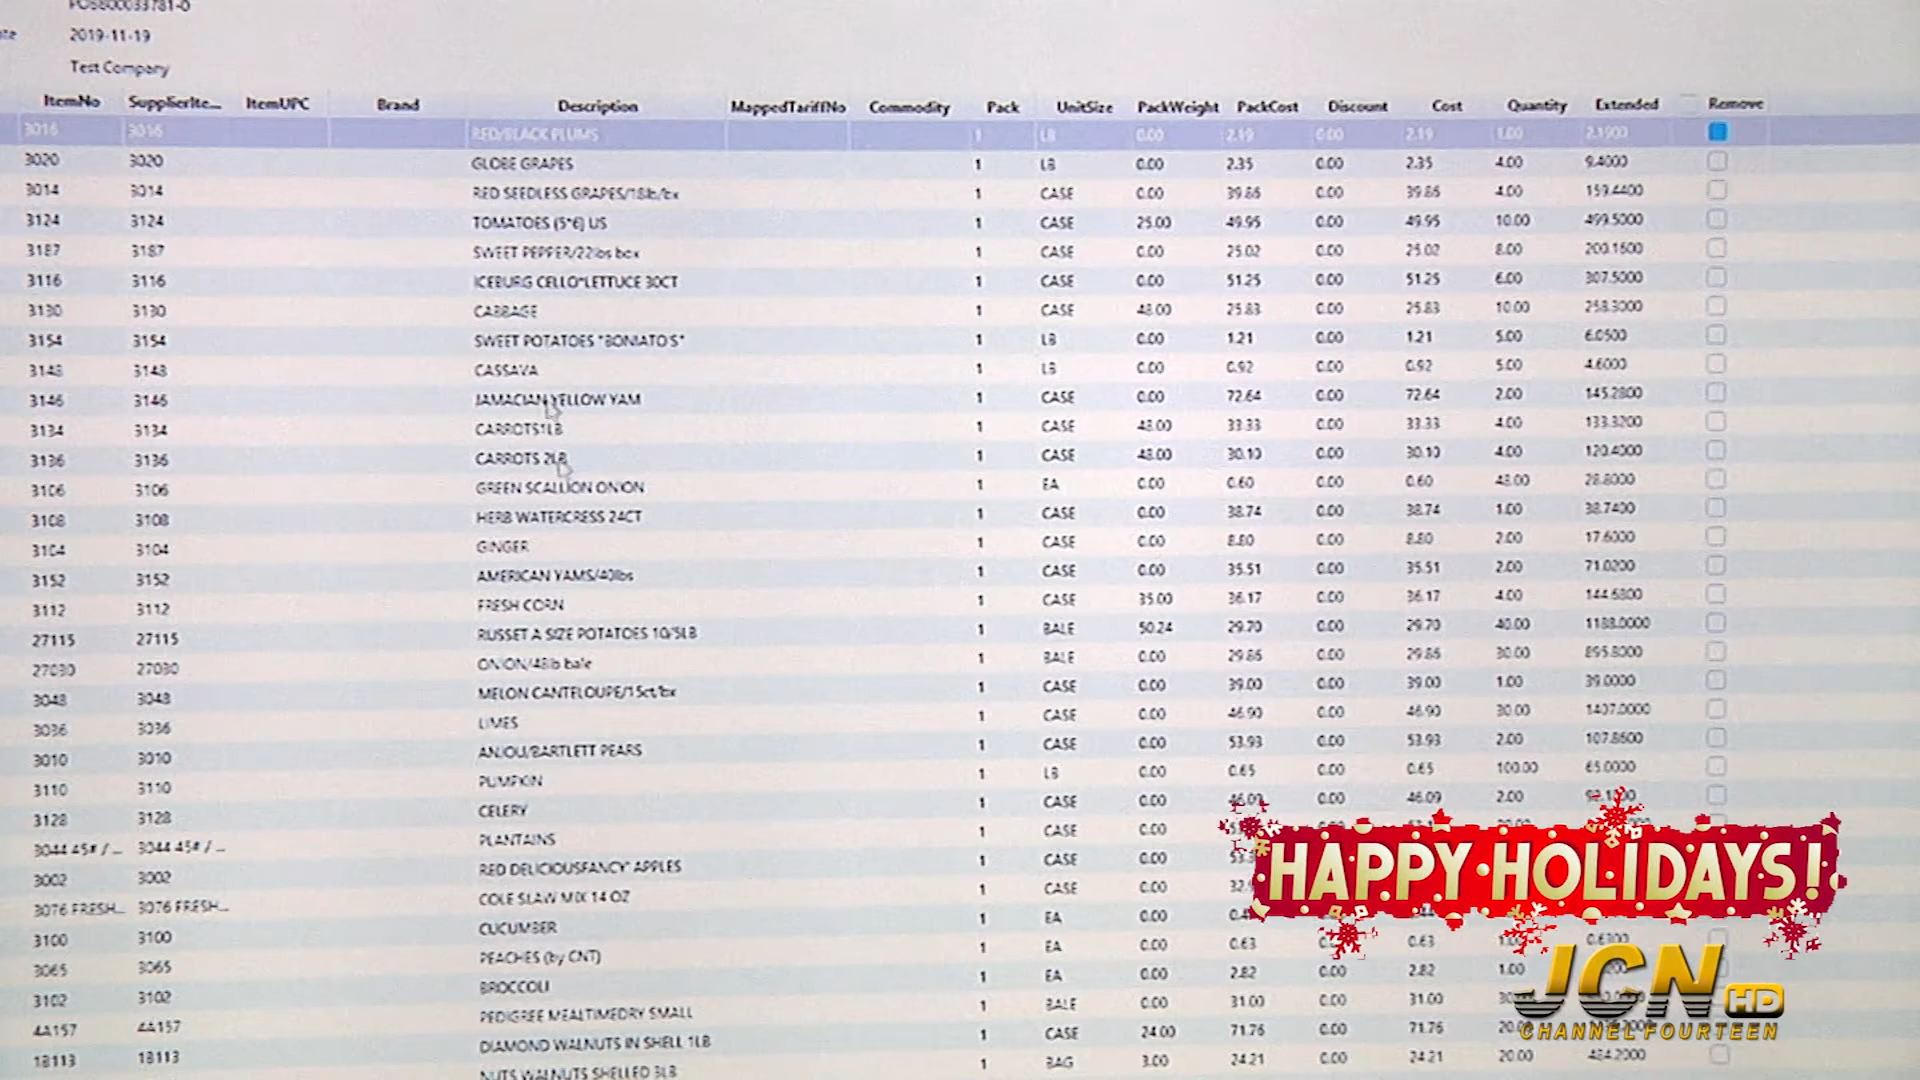 2019-11-19
Test Company
ItemNo SupplierIte... ItemUPC Brand Description MappedTariffNo Commodity Pack UnitSize PackWeight PackCost Discount Cost Quantity Extended Remove
3016 3016 RED/BLACK PLUMS 1 LB 0.00 2.19 0.00 2.19 1.00 2.1900
3020 3020 GLOBE GRAPES 1 LB 0.00 2.35 0.00 2.35 4.00 9.4000
3014 3014 RED SEEDLESS GRAPES/18lb/bx 1 CASE 0.00 39.86 0.00 39.86 4.00 159.4400
3124 3124 TOMATOES (5*6) US 1 CASE 25.00 49.95 0.00 49.95 10.00 499.5000
3187 3187 SWEET PEPPER/22lbs box 1 CASE 0.00 25.02 0.00 25.02 8.00 200.1600
3116 3116 ICEBURG CELLO*LETTUCE 30CT 1 CASE 0.00 51.25 0.00 51.25 6.00 307.5000
3130 3130 CABBAGE 1 CASE 48.00 25.83 0.00 25.83 10.00 258.3000
3154 3154 SWEET POTATOES "BONIATO'S" 1 LB 0.00 1.21 0.00 1.21 5.00 6.0500
3148 3148 CASSAVA 1 LB 0.00 0.92 0.00 0.92 5.00 4.6000
3146 3146 JAMACIAN YELLOW YAM 1 CASE 0.00 72.64 0.00 72.64 2.00 145.2800
3134 3134 CARROTS1LB 1 CASE 48.00 33.33 0.00 33.33 4.00 133.3200
3136 3136 CARROTS 2LB 1 CASE 48.00 30.10 0.00 30.10 4.00 120.4000
3106 3106 GREEN SCALLION ONION 1 EA 0.00 0.60 0.00 0.60 48.00 28.8000
3108 3108 HERB WATERCRESS 24CT 1 CASE 0.00 38.74 0.00 38.74 1.00 38.7400
3104 3104 GINGER 1 CASE 0.00 8.80 0.00 8.80 2.00 17.6000
3152 3152 AMERICAN YAMS/40lbs 1 CASE 0.00 35.51 0.00 35.51 2.00 71.0200
3112 3112 FRESH CORN 1 CASE 35.00 36.17 0.00 36.17 4.00 144.6800
27115 27115 RUSSET A SIZE POTATOES 10/5LB 1 BALE 50.24 29.70 0.00 29.70 40.00 1188.0000
27030 27030 ONION/48lb bale 1 BALE 0.00 29.86 0.00 29.86 30.00 895.8000
3048 3048 MELON CANTELOUPE/15ct/bx 1 CASE 0.00 39.00 0.00 39.00 1.00 39.0000
3036 3036 LIMES 1 CASE 0.00 46.90 0.00 46.90 30.00 1407.0000
3010 3010 ANJOU/BARTLETT PEARS 1 CASE 0.00 53.93 0.00 53.93 2.00 107.8600
3110 3110 PUMPKIN 1 LB 0.00 0.65 0.00 0.65 100.00 65.0000
3128 3128 CELERY 1 CASE 0.00 46.09 0.00 46.09 2.00
3044 45# / ... 3044 45# / ... PLANTAINS 1 CASE 0.00
3002 3002 RED DELICIOUSFANCY' APPLES 1 CASE 0.00
3076 FRESH... 3076 FRESH... COLE SLAW MIX 14 OZ 1 CASE 0.00
3100 3100 CUCUMBER 1 EA 0.00
3065 3065 PEACHES (by CNT) 1 EA 0.00 0.63 0.63
3102 3102 BROCCOLI 1 EA 0.00 2.82 0.00 2.82 1.00
4A157 4A157 PEDIGREE MEALTIMEDRY SMALL 1 BALE 0.00 31.00 0.00 31.00
18113 18113 DIAMOND WALNUTS IN SHELL 1LB 1 CASE 24.00 71.76 0.00 71.76
NUTS WALNUTS SHELLED 3LB 1 BAG 3.00 24.21 0.00 24.21 20.00 484.2000
HAPPY HOLIDAYS!
JCN HD
CHANNEL FOURTEEN